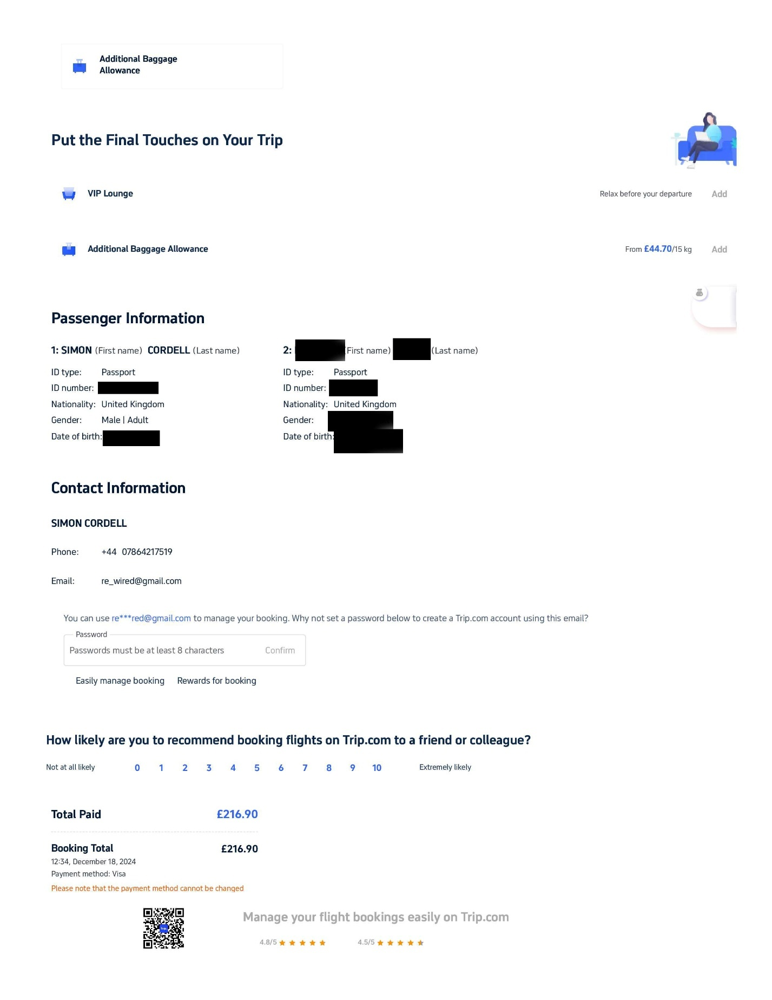 Additional Baggage
Allowance
Put the Final Touches on Your Trip
VIP Lounge Relax before your departure Add
Additional Baggage Allowance From £44.70/15 kg Add
Passenger Information
1: SIMON (First name) CORDELL (Last name) 2: (First name) (Last name)
ID type: Passport ID type: Passport
ID number: ID number:
Nationality: United Kingdom Nationality: United Kingdom
Gender: Male | Adult Gender:
Date of birth: Date of birth:
Contact Information
SIMON CORDELL
Phone: +44 07864217519
Email: re_wired@gmail.com
You can use re***red@gmail.com to manage your booking. Why not set a password below to create a Trip.com account using this email?
Password
Passwords must be at least 8 characters Confirm
Easily manage booking Rewards for booking
How likely are you to recommend booking flights on Trip.com to a friend or colleague?
Not at all likely 0 1 2 3 4 5 6 7 8 9 10 Extremely likely
Total Paid £216.90
Booking Total £216.90
12:34, December 18, 2024
Payment method: Visa
Please note that the payment method cannot be changed
Manage your flight bookings easily on Trip.com
4.8/5 4.5/5